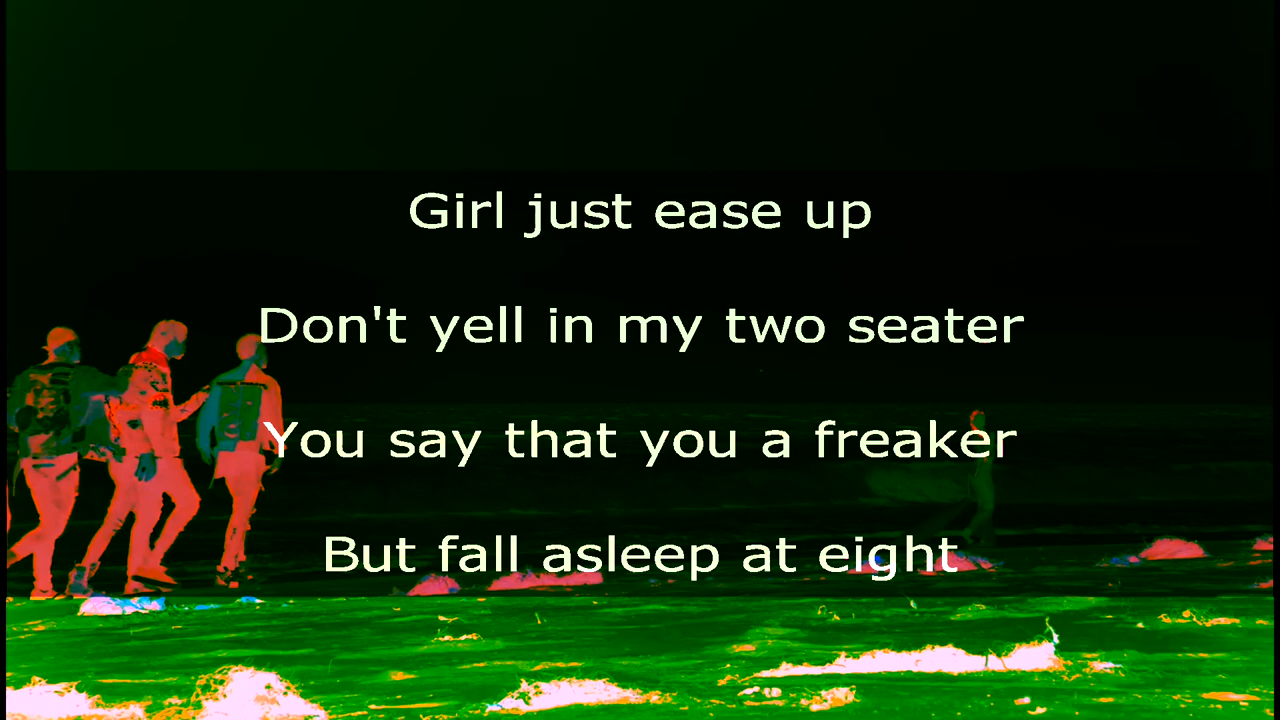 Girl just ease up
Don't yell in my two seater
You say that you a freaker
But fall asleep at eight